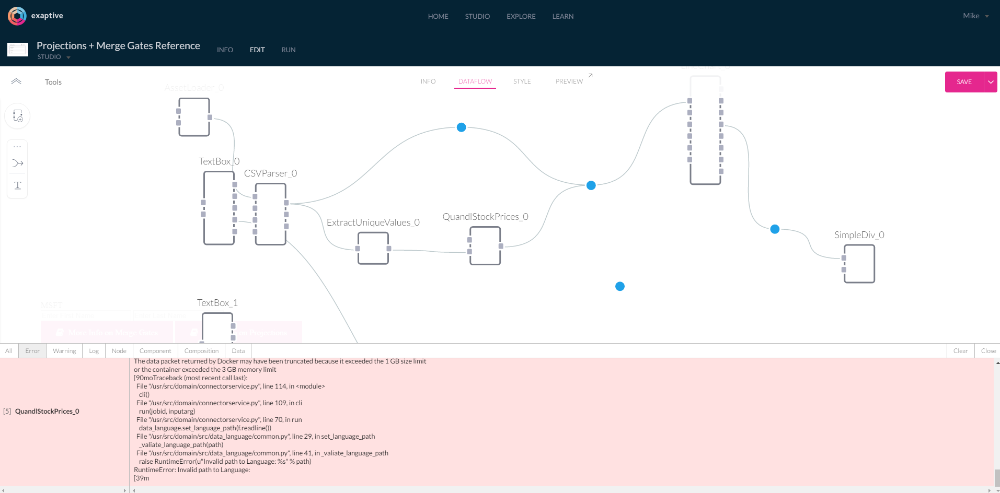 exaptive
HOME
STUDIO
EXPLORE
LEARN
Mike
Projections + Merge Gates Reference
STUDIO
INFO
EDIT
RUN
Tools
INFO
DATAFLOW
STYLE
PREVIEW
SAVE
AssetLoader_0
LineChart_0
TextBox_0
CSVParser_0
QuandlStockPrices_0
ExtractUniqueValues_0
SimpleDiv_0
TextBox_1
MSFT
More Info on Merge Gates
on Projections
All
Error
Warning
Log
Node
Component
Composition
Data
Clear
Close
[5] QuandlStockPrices_0
The data packet returned by Docker may have been truncated because it exceeded the 1 GB size limit
or the container exceeded the 3 GB memory limit
[90moTraceback (most recent call last):
File "/usr/src/domain/connectorservice.py", line 114, in <module>
cli()
File "/usr/src/domain/connectorservice.py", line 109, in cli
run(jobid, inputarg)
File "/usr/src/domain/connectorservice.py", line 70, in run
data_language.set_language_path(f.readline())
File "/usr/src/domain/src/data_language/common.py", line 29, in set_language_path
_valiate_language_path(path)
File "/usr/src/domain/src/data_language/common.py", line 41, in _valiate_language_path
raise RuntimeError(u"Invalid path to Language: %s" % path)
RuntimeError: Invalid path to Language:
[39m